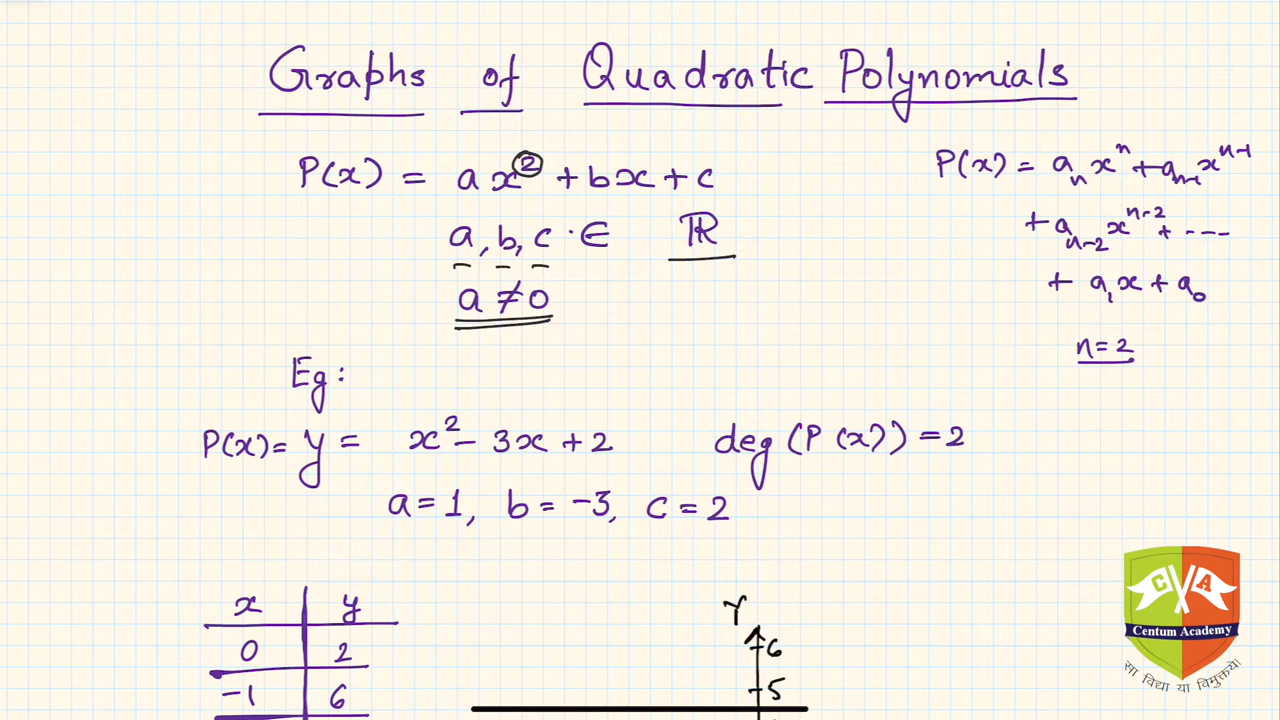 Graphs of Quadratic Polynomials
P(x) = ax² + bx + c
a, b, c ∈ ℝ
a ≠ 0
P(x) = aₙxⁿ + aₙ₋₁xⁿ⁻¹
+ aₙ₋₂xⁿ⁻² + ----
+ a₁x + a₀
n = 2
Eg:
P(x) = y = x² - 3x + 2
deg (P(x)) = 2
a = 1, b = -3, c = 2
x y
0 2
-1 6
Y
6
5
C A
Centum Academy
सा विद्या या विमुक्तये